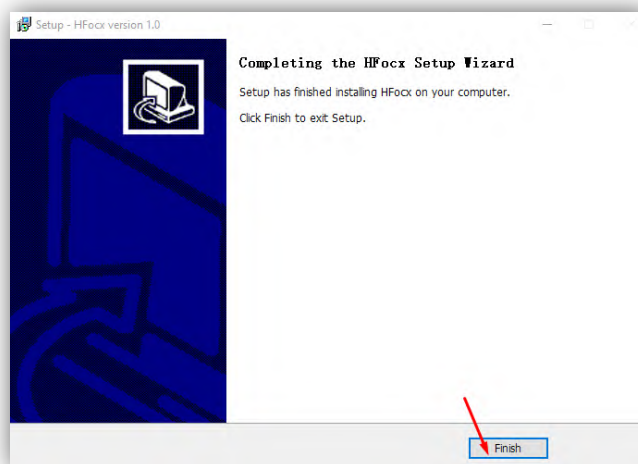 Setup - HFocx version 1.0
Completing the HFocx Setup Wizard
Setup has finished installing HFocx on your computer.
Click Finish to exit Setup.
Finish